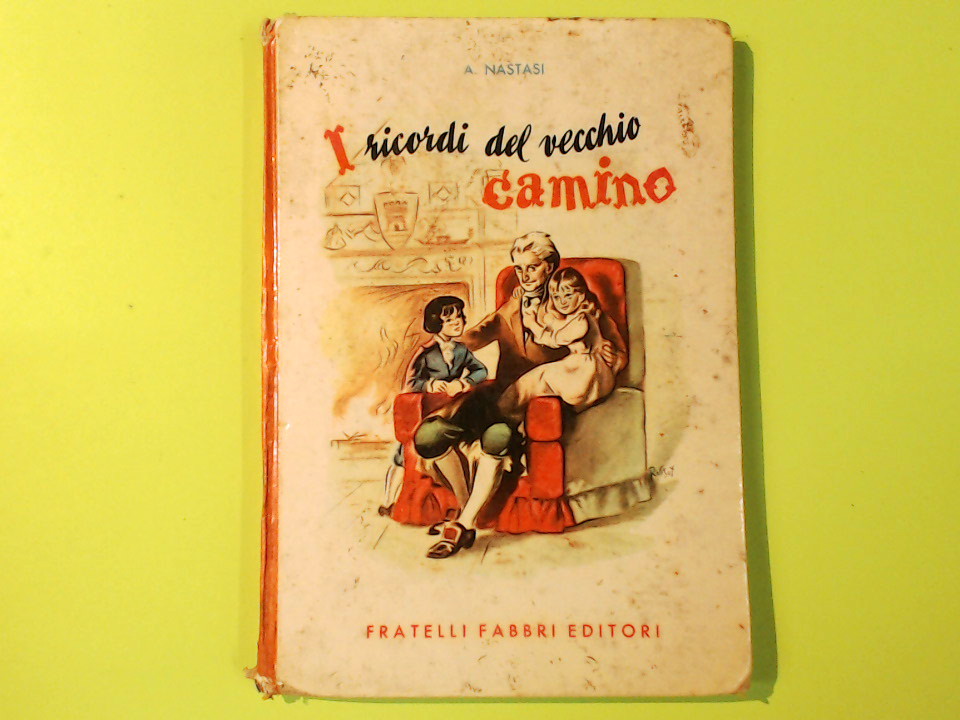 A. NASTASI
I ricordi del vecchio
camino
FRATELLI FABBRI EDITORI